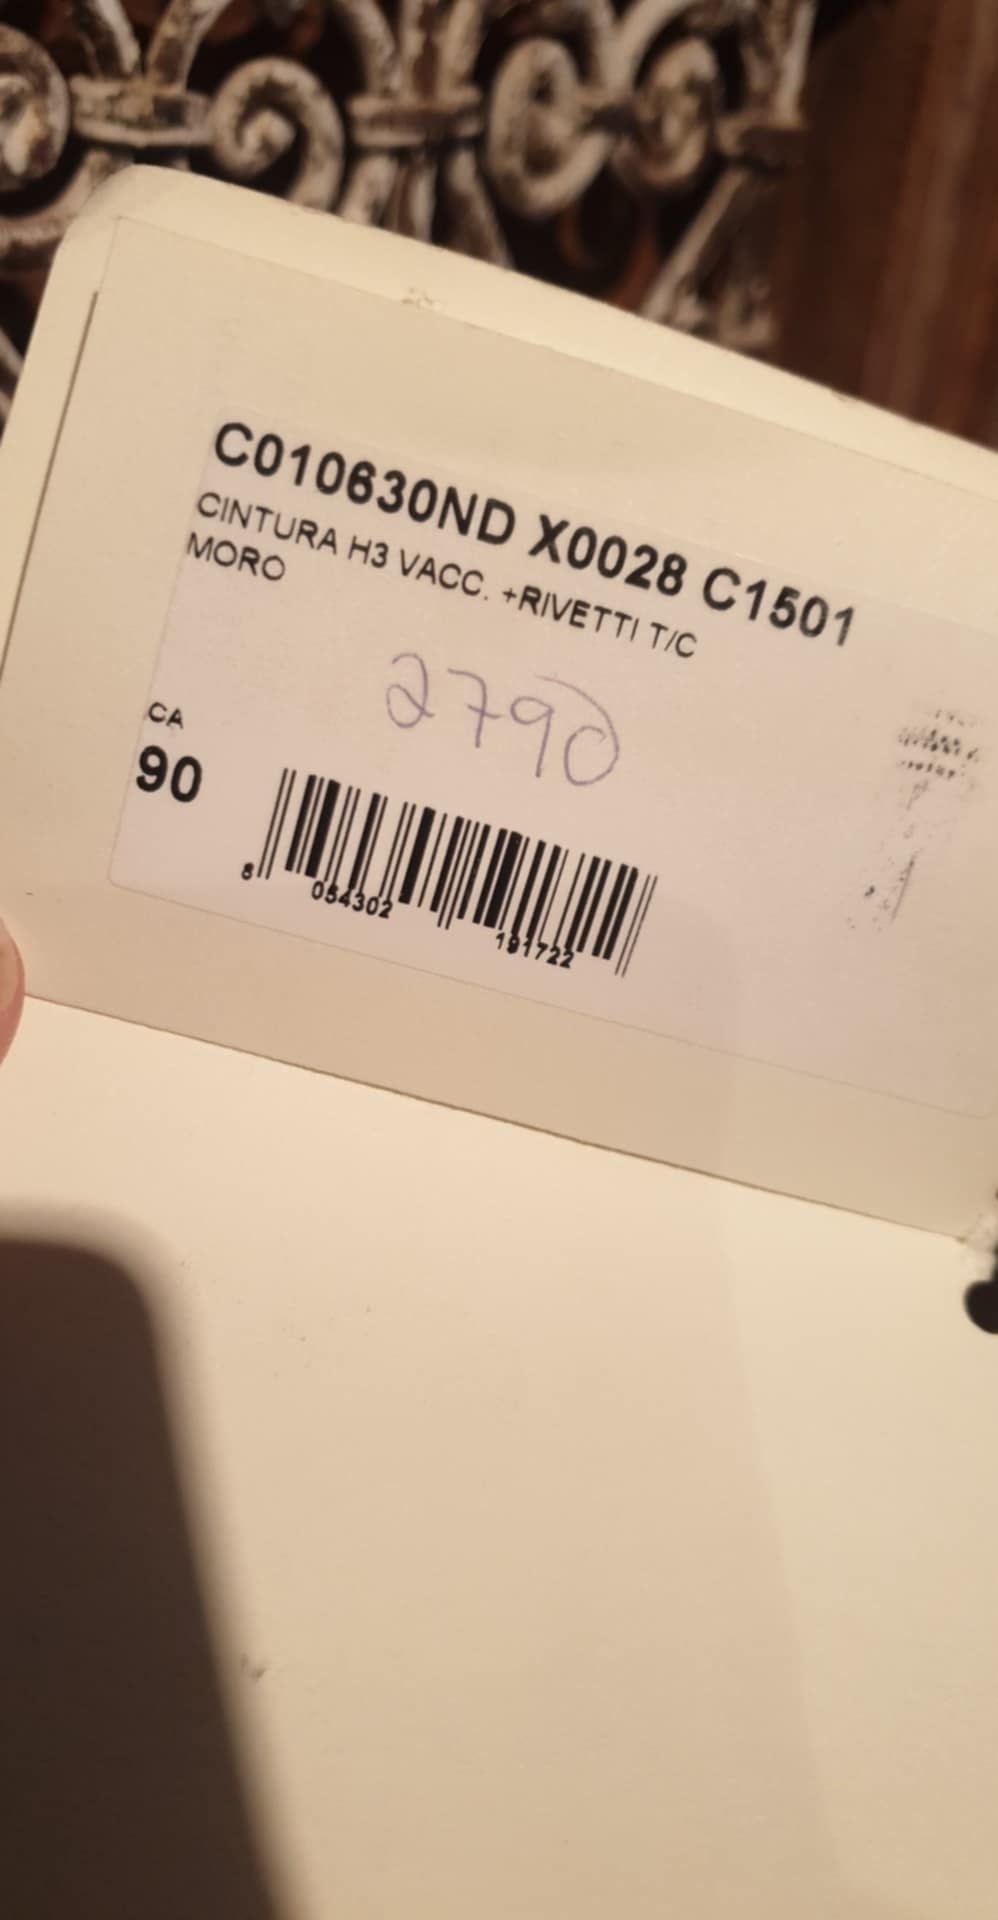 C010630ND X0028 C1501
CINTURA H3 VACC. +RIVETTI T/C
MORO
2790
CA
90
8 054302 191722